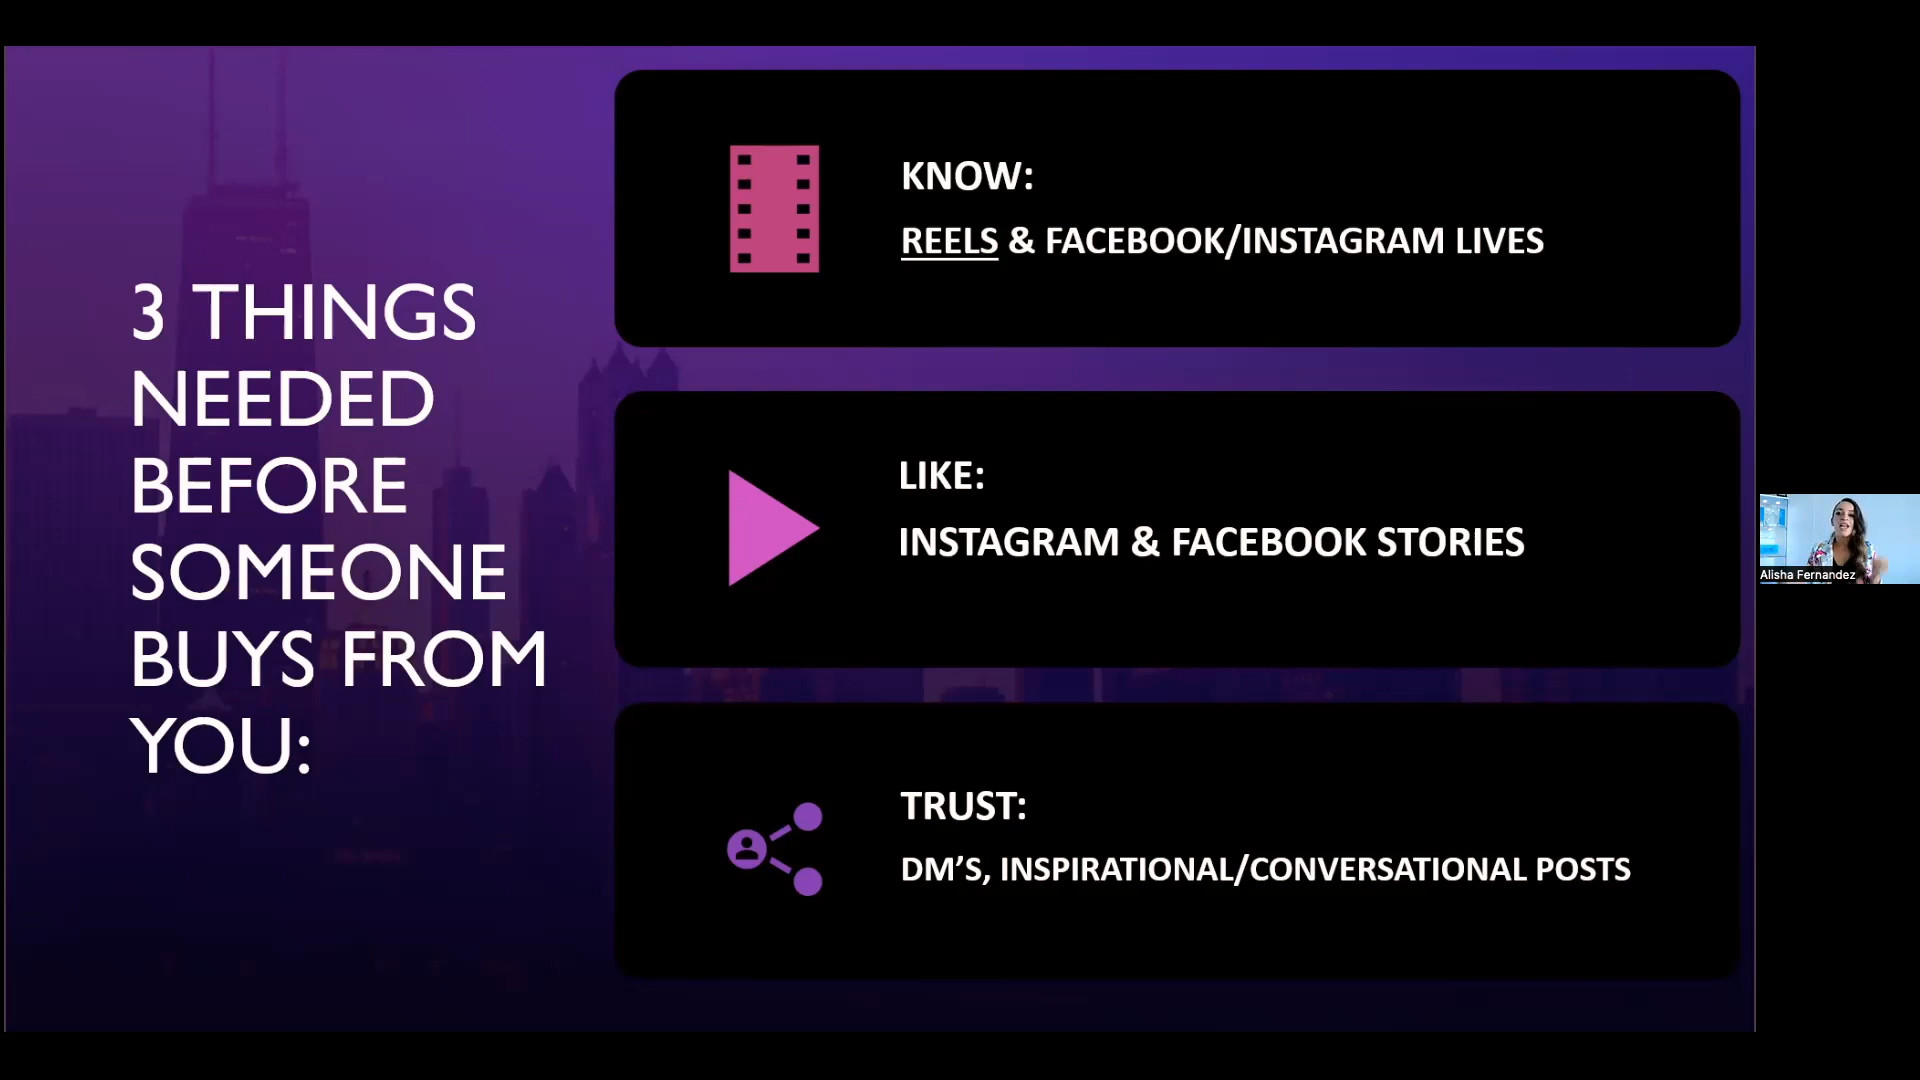 3 THINGS
NEEDED
BEFORE
SOMEONE
BUYS FROM
YOU:
KNOW:
REELS & FACEBOOK/INSTAGRAM LIVES
LIKE:
INSTAGRAM & FACEBOOK STORIES
TRUST:
DM’S, INSPIRATIONAL/CONVERSATIONAL POSTS
Alisha Fernandez